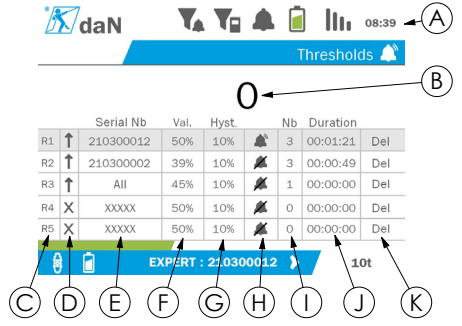 daN 08:39 A
Thresholds
0 B
Serial Nb Val. Hyst. Nb Duration
R1 ↑ 210300012 50% 10% 3 00:01:21 Del
R2 ↑ 210300002 39% 10% 3 00:00:49 Del
R3 ↑ All 45% 10% 1 00:00:00 Del
R4 X XXXXX 50% 10% 0 00:00:00 Del
R5 X XXXXX 50% 10% 0 00:00:00 Del
EXPERT : 210300012 10t
C D E F G H I J K